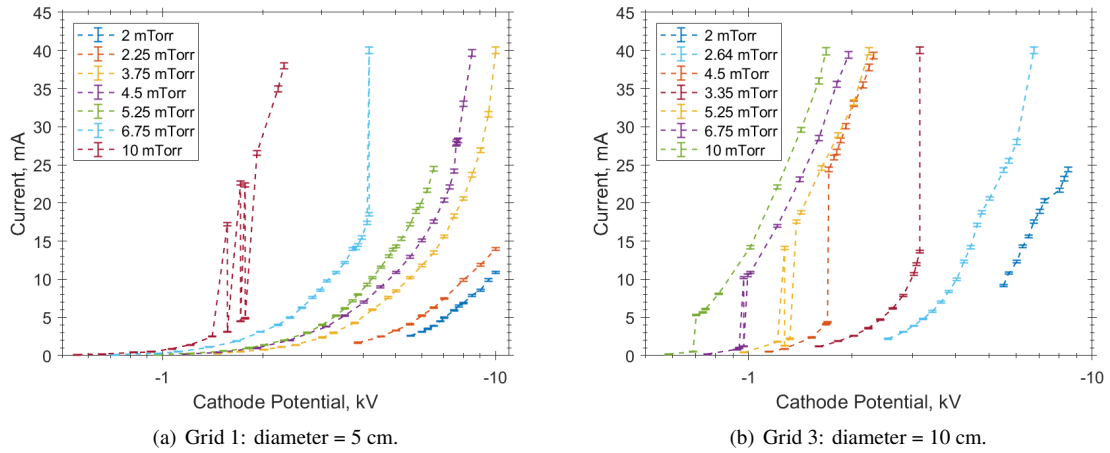 45
40
35
30
25
20
15
10
5
0
Current, mA
2 mTorr
2.25 mTorr
3.75 mTorr
4.5 mTorr
5.25 mTorr
6.75 mTorr
10 mTorr
-1
-10
Cathode Potential, kV
(a) Grid 1: diameter = 5 cm.
45
40
35
30
25
20
15
10
5
0
Current, mA
2 mTorr
2.64 mTorr
4.5 mTorr
3.35 mTorr
5.25 mTorr
6.75 mTorr
10 mTorr
-1
-10
Cathode Potential, kV
(b) Grid 3: diameter = 10 cm.